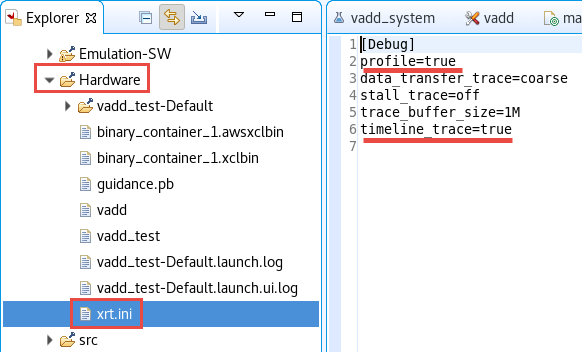 Explorer
Emulation-SW
Hardware
vadd_test-Default
binary_container_1.awsxclbin
binary_container_1.xclbin
guidance.pb
vadd
vadd_test
vadd_test-Default.launch.log
vadd_test-Default.launch.ui.log
xrt.ini
src
vadd_system
vadd
ma
1 [Debug]
2 profile=true
3 data_transfer_trace=coarse
4 stall_trace=off
5 trace_buffer_size=1M
6 timeline_trace=true
7